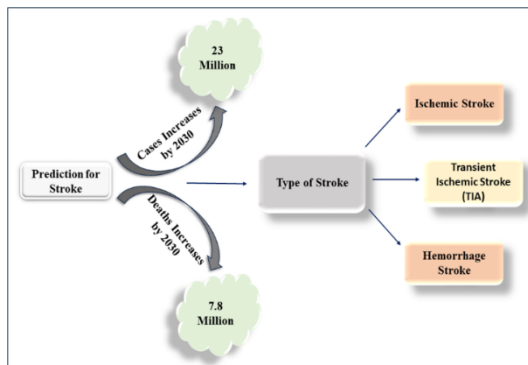 23
Million
Cases Increases
by 2030
Prediction for
Stroke
Deaths Increases
by 2030
7.8
Million
Type of Stroke
Ischemic Stroke
Transient
Ischemic Stroke
(TIA)
Hemorrhage
Stroke